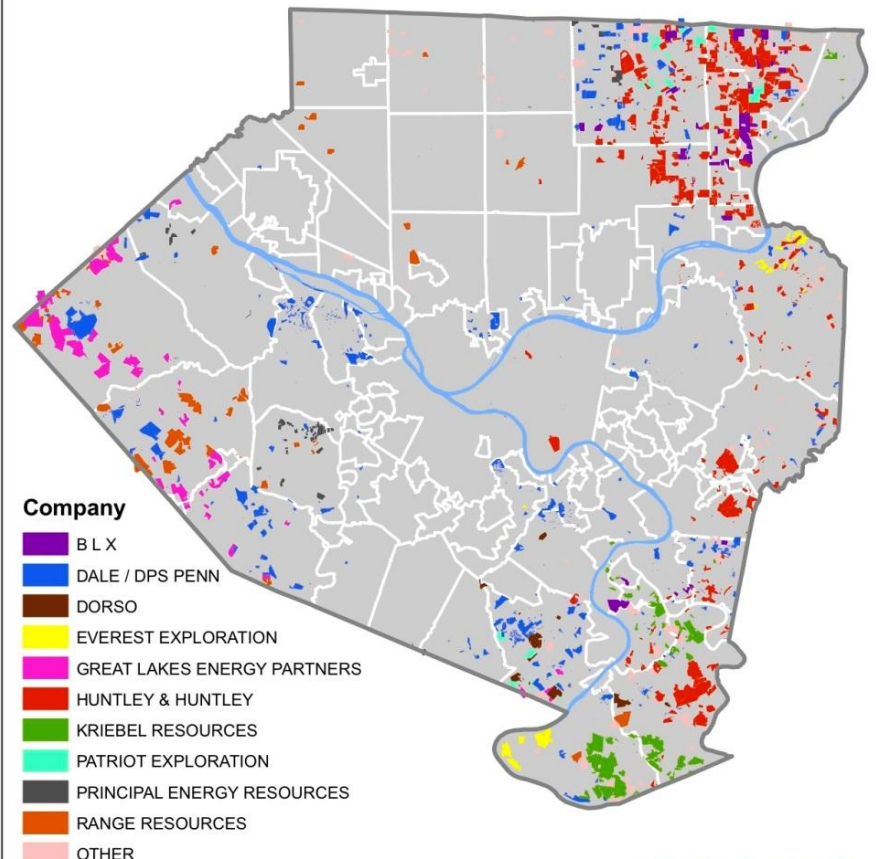 Company
B L X
DALE / DPS PENN
DORSO
EVEREST EXPLORATION
GREAT LAKES ENERGY PARTNERS
HUNTLEY & HUNTLEY
KRIEBEL RESOURCES
PATRIOT EXPLORATION
PRINCIPAL ENERGY RESOURCES
RANGE RESOURCES
OTHER